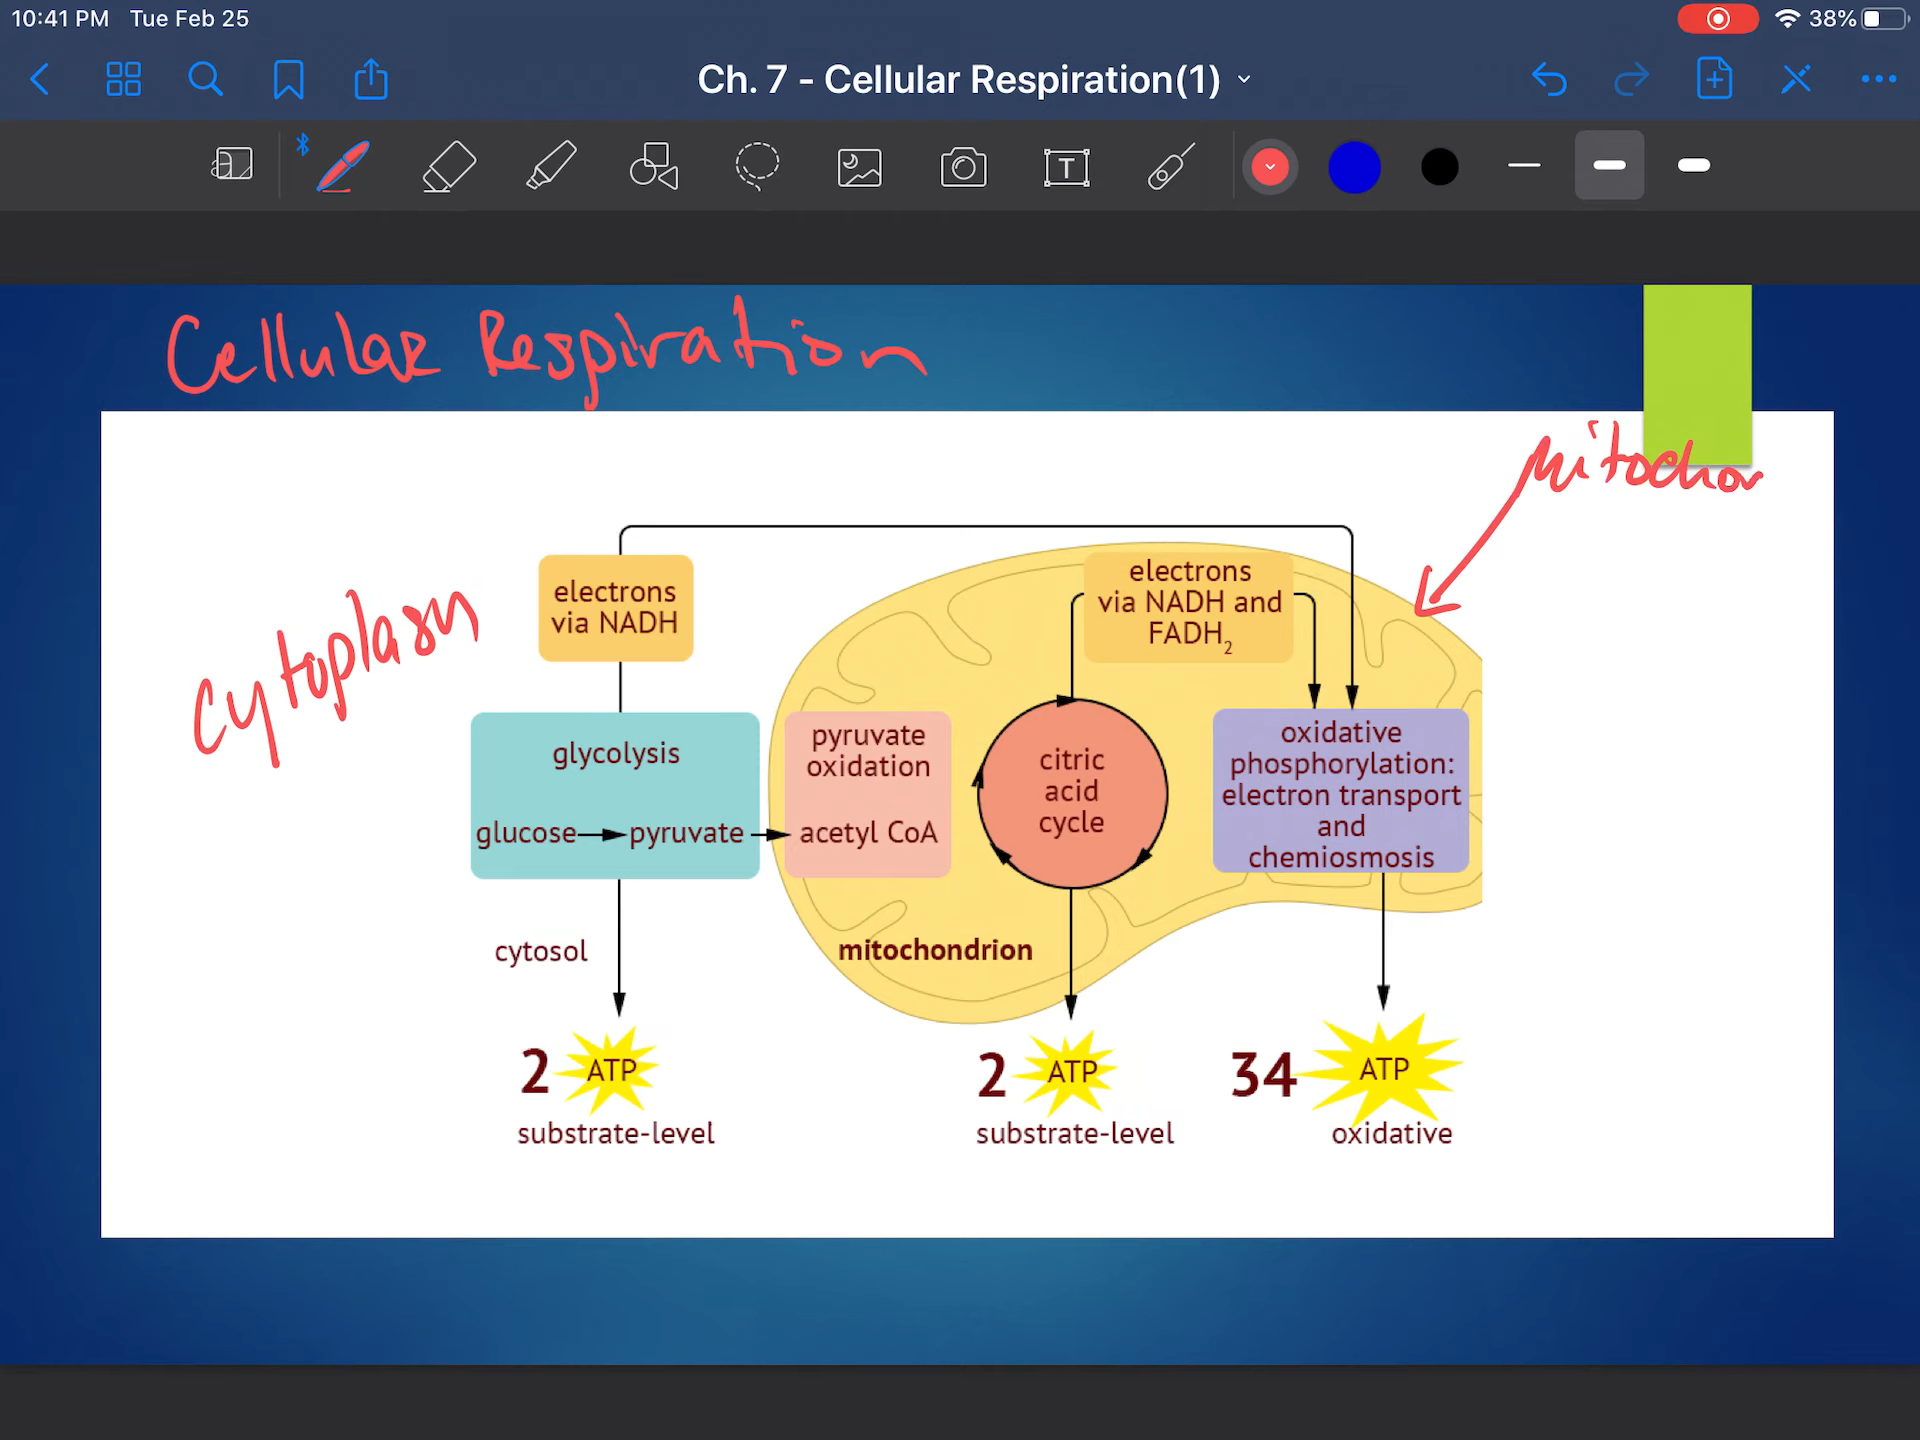 10:41 PM Tue Feb 25
38%
Ch. 7 - Cellular Respiration(1)
T
Cellular Respiration
Mitochon
Cytoplasm
electrons
via NADH
electrons
via NADH and
FADH₂
glycolysis
glucose
pyruvate
pyruvate
oxidation
acetyl CoA
citric
acid
cycle
oxidative
phosphorylation:
electron transport
and
chemiosmosis
cytosol
mitochondrion
2 ATP
substrate-level
2 ATP
substrate-level
34 ATP
oxidative